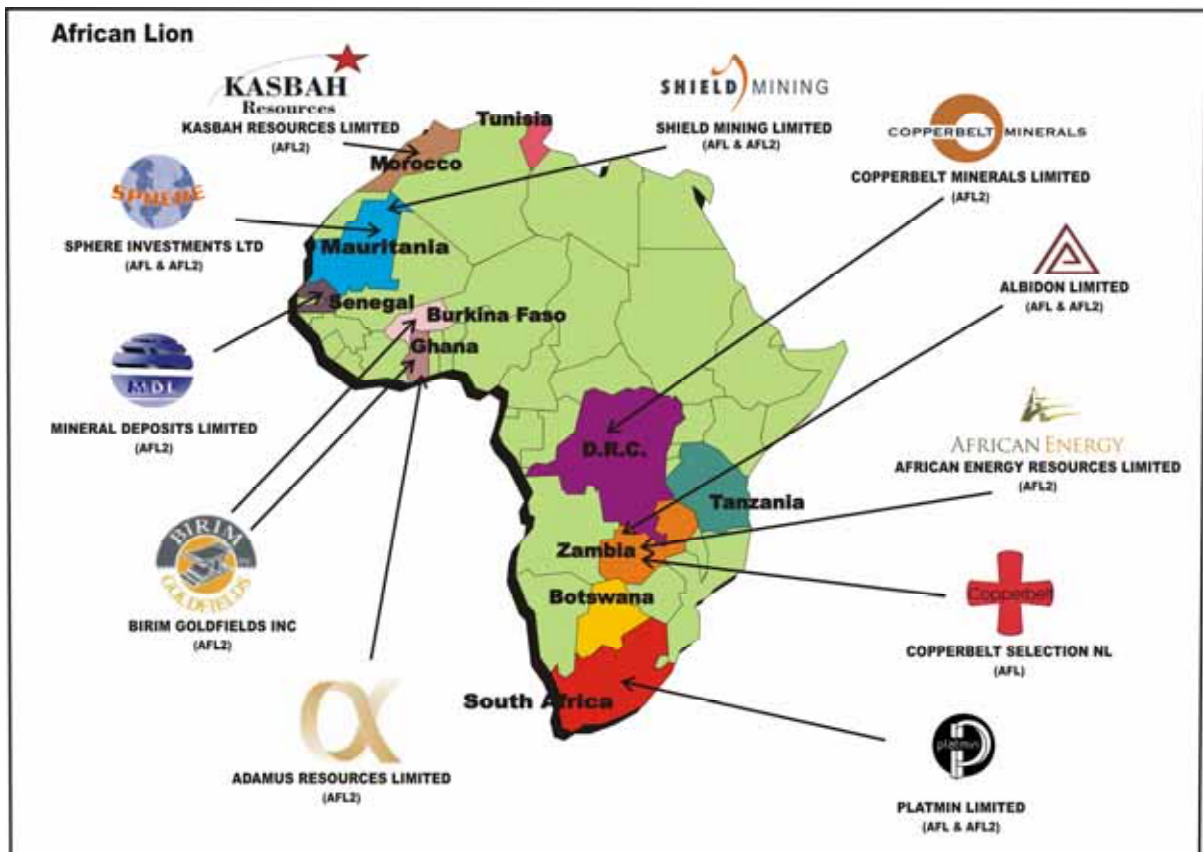 African Lion
KASBAH
Resources
KASBAH RESOURCES LIMITED
(AFL2)
SHIELD MINING
SHIELD MINING LIMITED
(AFL & AFL2)
COPPERBELT MINERALS
COPPERBELT MINERALS LIMITED
(AFL2)
SPHERE
SPHERE INVESTMENTS LTD
(AFL & AFL2)
ALBIDON LIMITED
(AFL & AFL2)
MDL
MINERAL DEPOSITS LIMITED
(AFL2)
AFRICAN ENERGY
AFRICAN ENERGY RESOURCES LIMITED
(AFL2)
BIRIM
GOLDFIELDS
BIRIM GOLDFIELDS INC
(AFL2)
Copperbelt
COPPERBELT SELECTION NL
(AFL)
ADAMUS RESOURCES LIMITED
(AFL2)
platmin
PLATMIN LIMITED
(AFL & AFL2)
Tunisia
Morocco
Mauritania
Senegal
Burkina Faso
Ghana
D.R.C.
Tanzania
Zambia
Botswana
South Africa